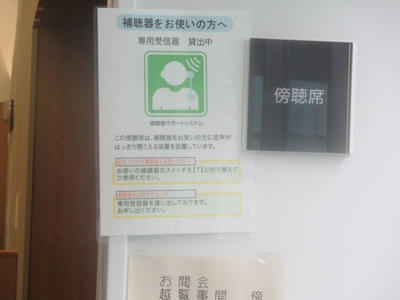 補聴器をお使いの方へ
専用受信器 貸出中
補聴器サポートシステム
この傍聴席は、補聴器をお使いの方に音声が
はっきり聞こえる装置を設置しています。
お使いの補聴器のスイッチを【T】に切り替えて
ご使用ください。
専用受信器を貸し出しております。
お申し出ください。
傍聴席
傍
閲
会事
閲覧
お越